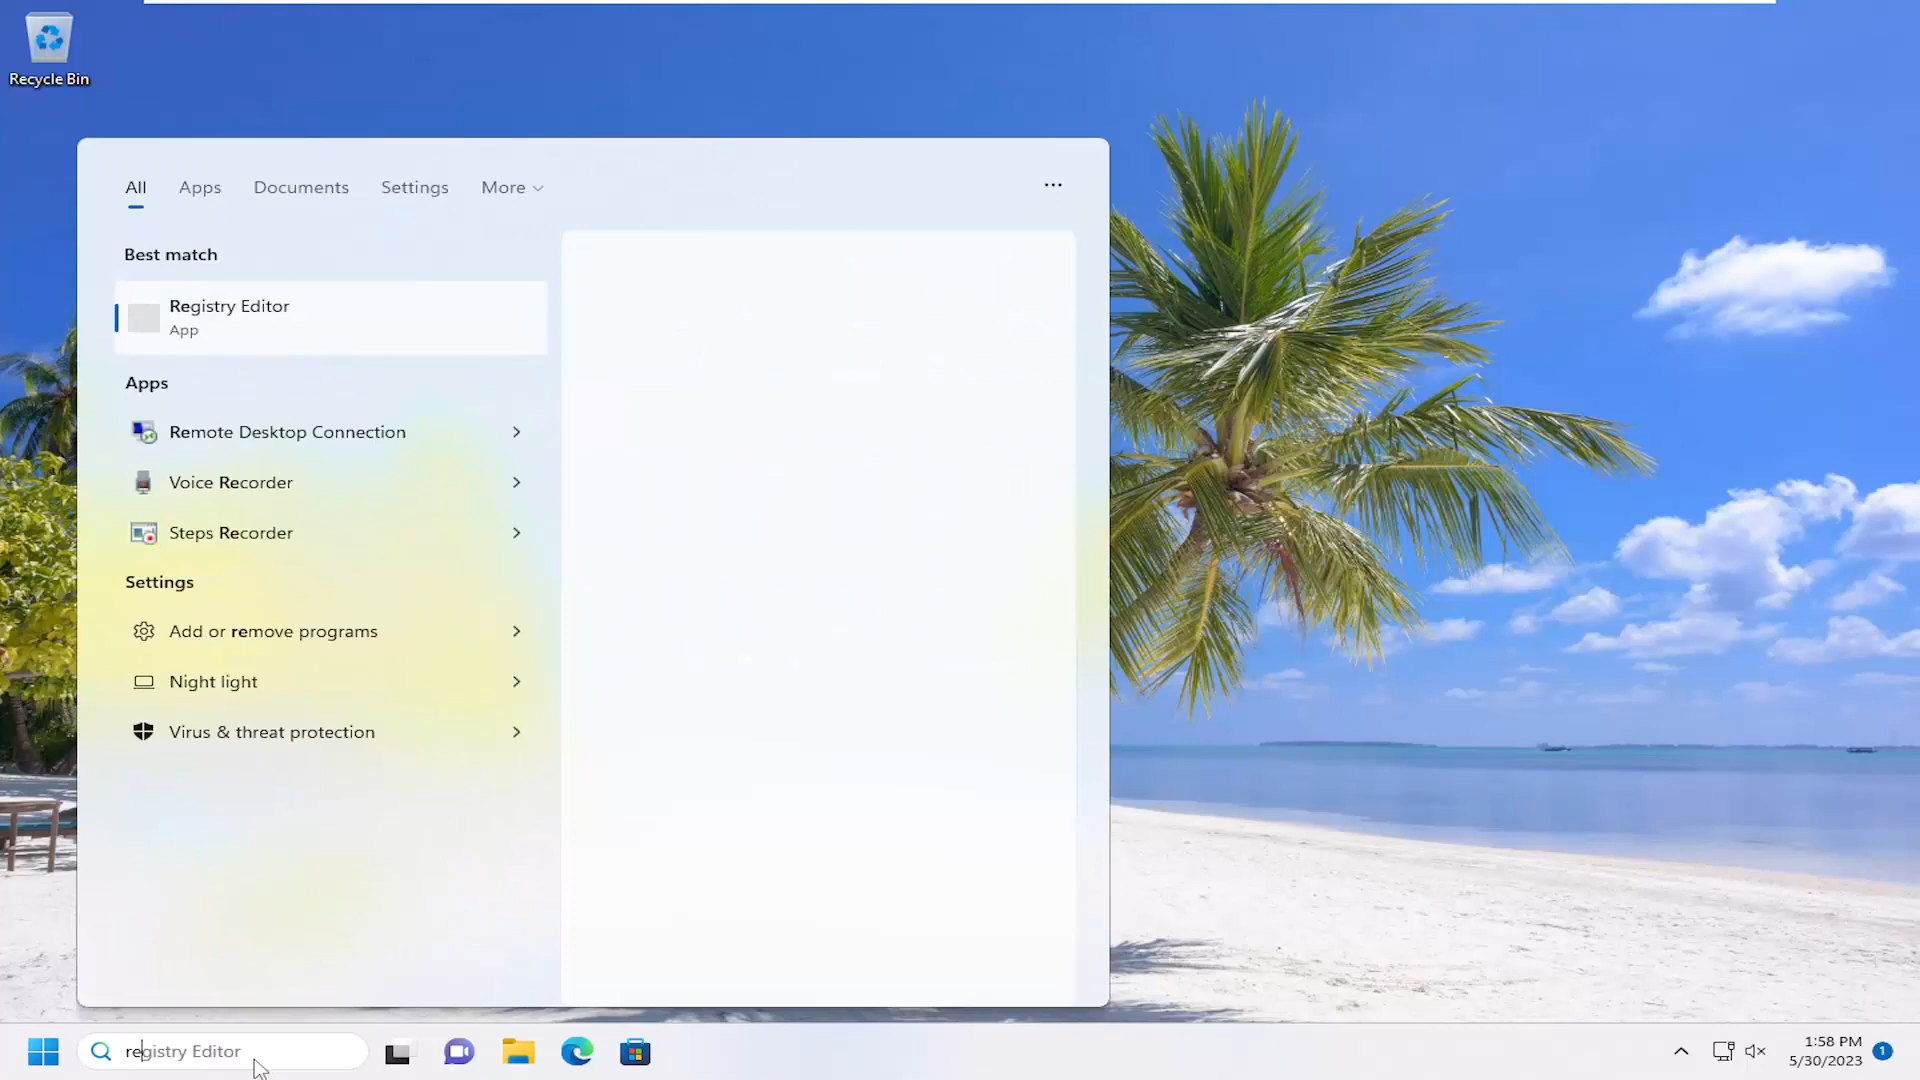 Recycle Bin
All Apps Documents Settings More
Best match
Registry Editor
App
Apps
Remote Desktop Connection
Voice Recorder
Steps Recorder
Settings
Add or remove programs
Night light
Virus & threat protection
registry Editor
1:58 PM
5/30/2023
1